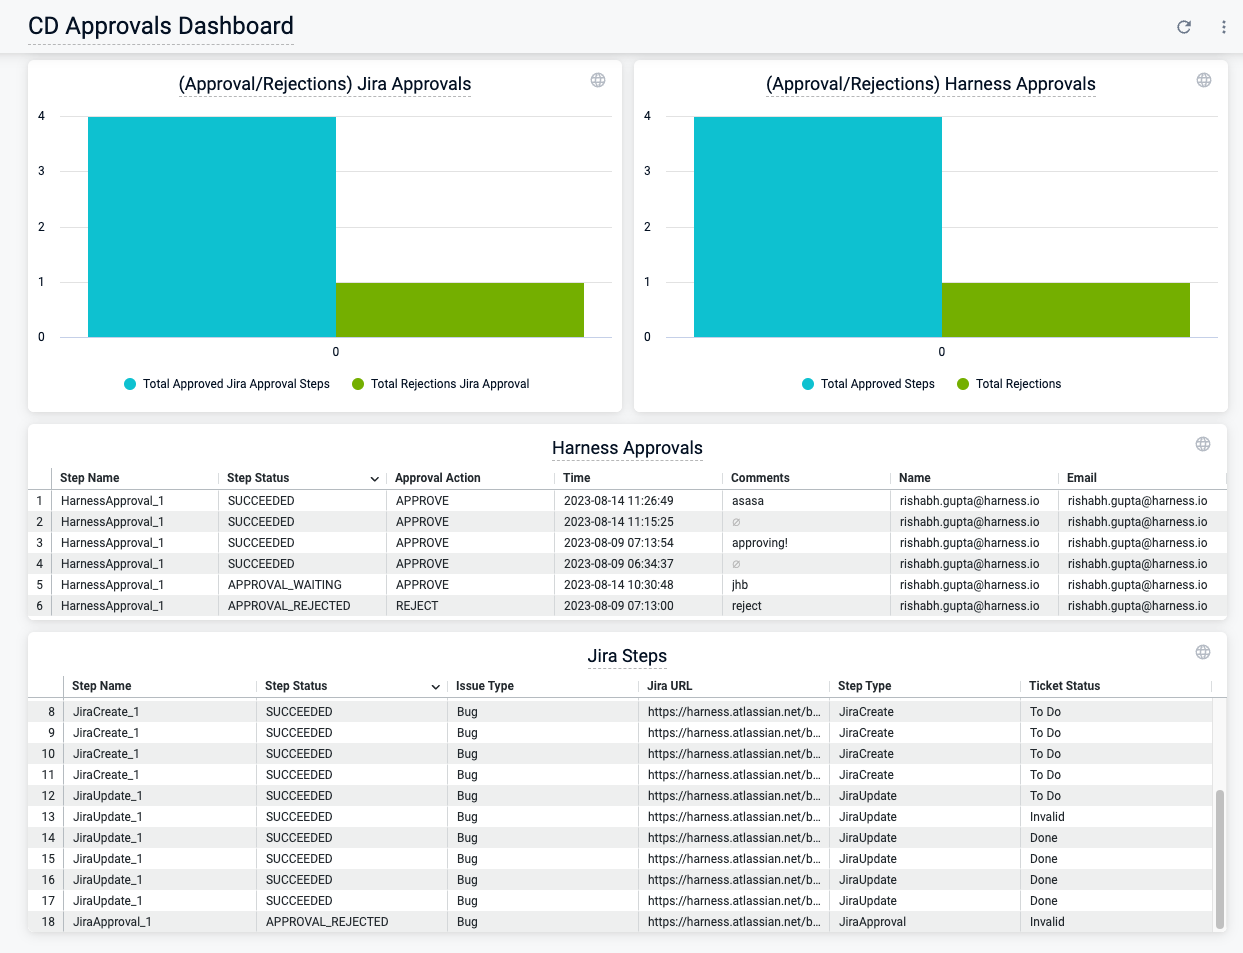 CD Approvals Dashboard
(Approval/Rejections) Jira Approvals
4
3
2
1
0
0
Total Approved Jira Approval Steps Total Rejections Jira Approval
(Approval/Rejections) Harness Approvals
4
3
2
1
0
0
Total Approved Steps Total Rejections
Harness Approvals
Step Name Step Status Approval Action Time Comments Name Email
1 HarnessApproval_1 SUCCEEDED APPROVE 2023-08-14 11:26:49 asasa rishabh.gupta@harness.io rishabh.gupta@harness.io
2 HarnessApproval_1 SUCCEEDED APPROVE 2023-08-14 11:15:25 ∅ rishabh.gupta@harness.io rishabh.gupta@harness.io
3 HarnessApproval_1 SUCCEEDED APPROVE 2023-08-09 07:13:54 approving! rishabh.gupta@harness.io rishabh.gupta@harness.io
4 HarnessApproval_1 SUCCEEDED APPROVE 2023-08-09 06:34:37 ∅ rishabh.gupta@harness.io rishabh.gupta@harness.io
5 HarnessApproval_1 APPROVAL_WAITING APPROVE 2023-08-14 10:30:48 jhb rishabh.gupta@harness.io rishabh.gupta@harness.io
6 HarnessApproval_1 APPROVAL_REJECTED REJECT 2023-08-09 07:13:00 reject rishabh.gupta@harness.io rishabh.gupta@harness.io
Jira Steps
Step Name Step Status Issue Type Jira URL Step Type Ticket Status
8 JiraCreate_1 SUCCEEDED Bug https://harness.atlassian.net/b... JiraCreate To Do
9 JiraCreate_1 SUCCEEDED Bug https://harness.atlassian.net/b... JiraCreate To Do
10 JiraCreate_1 SUCCEEDED Bug https://harness.atlassian.net/b... JiraCreate To Do
11 JiraCreate_1 SUCCEEDED Bug https://harness.atlassian.net/b... JiraCreate To Do
12 JiraUpdate_1 SUCCEEDED Bug https://harness.atlassian.net/b... JiraUpdate To Do
13 JiraUpdate_1 SUCCEEDED Bug https://harness.atlassian.net/b... JiraUpdate Invalid
14 JiraUpdate_1 SUCCEEDED Bug https://harness.atlassian.net/b... JiraUpdate Done
15 JiraUpdate_1 SUCCEEDED Bug https://harness.atlassian.net/b... JiraUpdate Done
16 JiraUpdate_1 SUCCEEDED Bug https://harness.atlassian.net/b... JiraUpdate Done
17 JiraUpdate_1 SUCCEEDED Bug https://harness.atlassian.net/b... JiraUpdate Done
18 JiraApproval_1 APPROVAL_REJECTED Bug https://harness.atlassian.net/b... JiraApproval Invalid